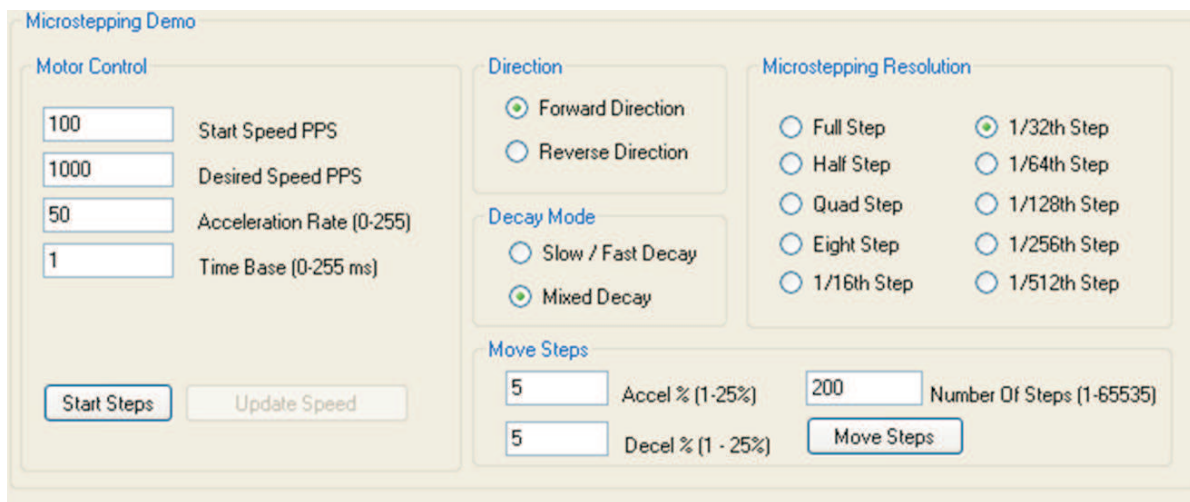 Microstepping Demo
Motor Control
100 Start Speed PPS
1000 Desired Speed PPS
50 Acceleration Rate (0-255)
1 Time Base (0-255 ms)
Start Steps
Update Speed
Direction
Forward Direction
Reverse Direction
Decay Mode
Slow / Fast Decay
Mixed Decay
Microstepping Resolution
Full Step
Half Step
Quad Step
Eight Step
1/16th Step
1/32th Step
1/64th Step
1/128th Step
1/256th Step
1/512th Step
Move Steps
5 Accel % (1-25%)
5 Decel % (1 - 25%)
200 Number Of Steps (1-65535)
Move Steps